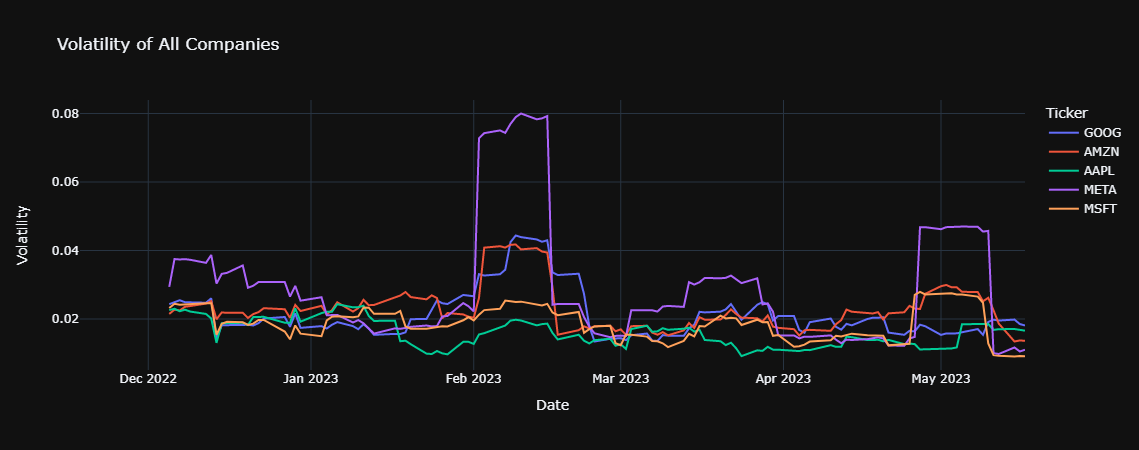 Volatility of All Companies
Ticker
GOOG
AMZN
AAPL
META
MSFT
Volatility
0.08
0.06
0.04
0.02
Dec 2022
Jan 2023
Feb 2023
Mar 2023
Apr 2023
May 2023
Date